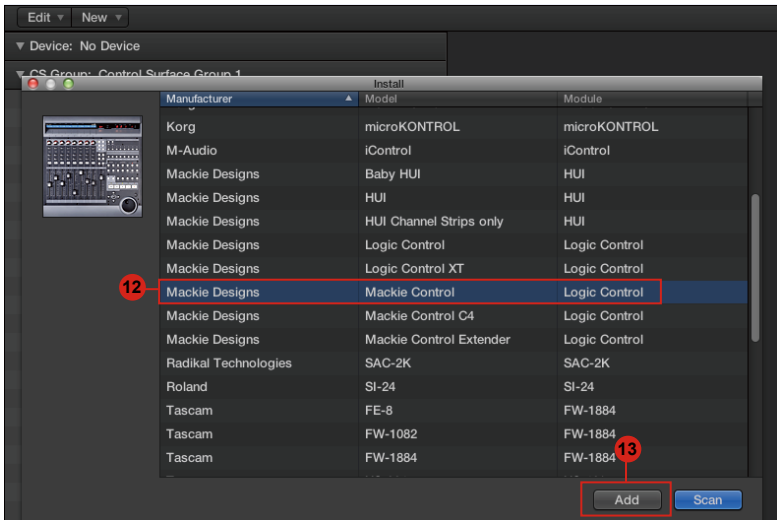 Edit ▼ New ▼
▼ Device: No Device
▼ CS Group: Control Surface Group 1
Install
Manufacturer ▲ Model Module
Korg microKONTROL microKONTROL
M-Audio iControl iControl
Mackie Designs Baby HUI HUI
Mackie Designs HUI HUI
Mackie Designs HUI Channel Strips only HUI
Mackie Designs Logic Control Logic Control
Mackie Designs Logic Control XT Logic Control
12 Mackie Designs Mackie Control Logic Control
Mackie Designs Mackie Control C4 Logic Control
Mackie Designs Mackie Control Extender Logic Control
Radikal Technologies SAC-2K SAC-2K
Roland SI-24 SI-24
Tascam FE-8 FW-1884
Tascam FW-1082 FW-1884
Tascam FW-1884 FW-1884
13
Add Scan